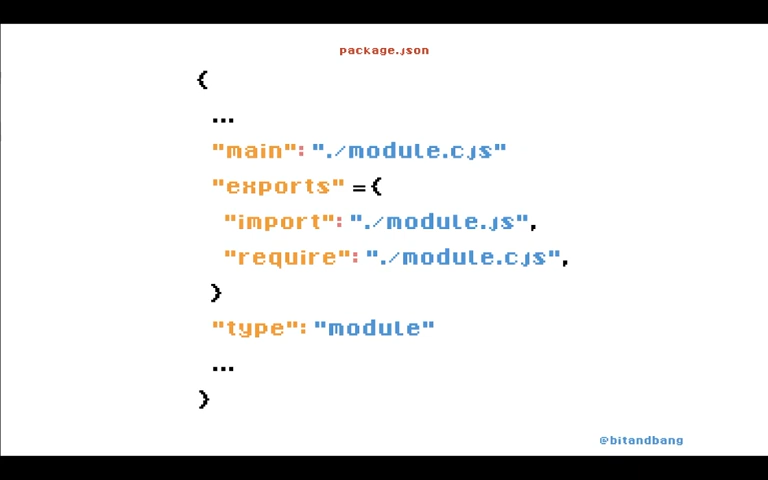 package.json
{
...
"main": "./module.cjs"
"exports" = {
"import": "./module.js",
"require": "./module.cjs",
}
"type": "module"
...
}
@bitandbang